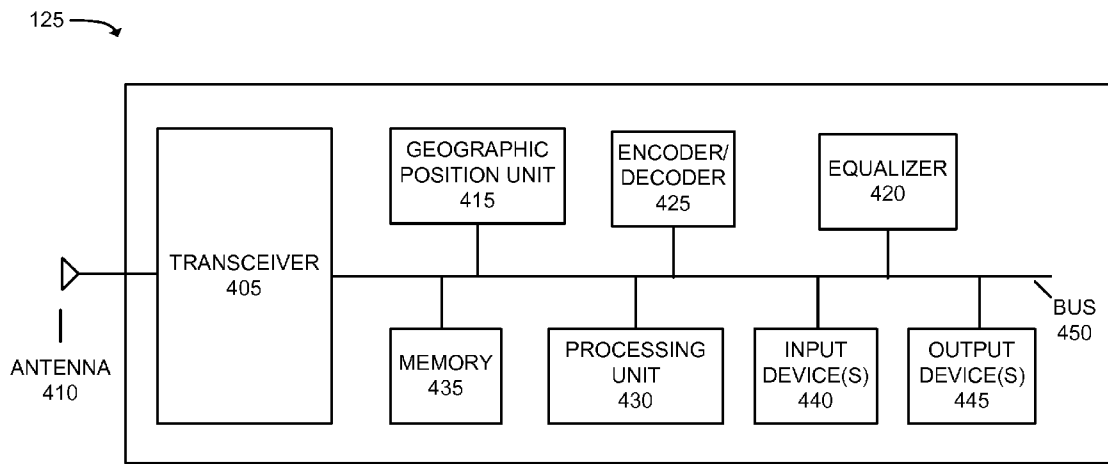 125
GEOGRAPHIC
POSITION UNIT
415
ENCODER/
DECODER
425
EQUALIZER
420
TRANSCEIVER
405
BUS
450
ANTENNA
410
MEMORY
435
PROCESSING
UNIT
430
INPUT
DEVICE(S)
440
OUTPUT
DEVICE(S)
445